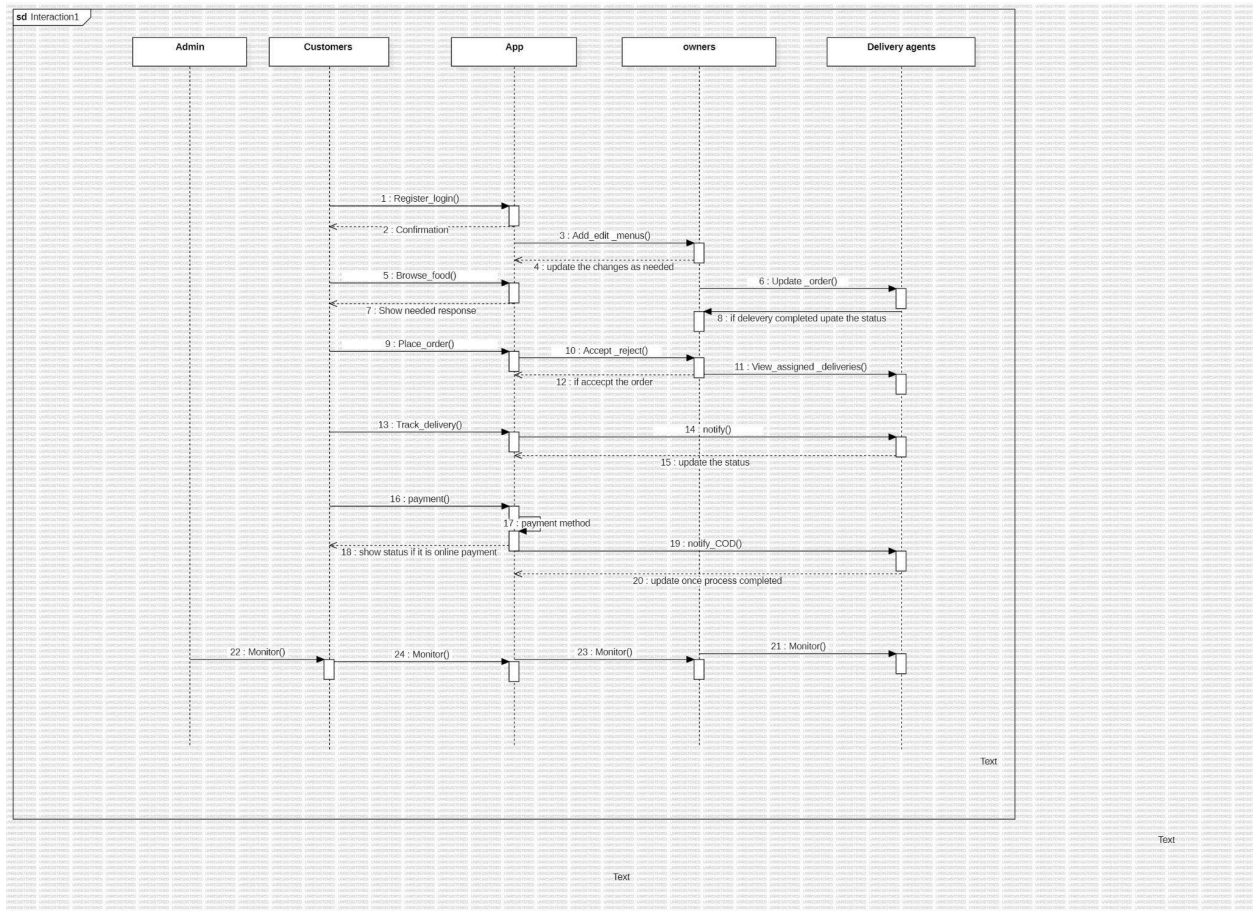 sd Interaction1
Admin
Customers
App
owners
Delivery agents
1 : Register_login()
2 : Confirmation
3 : Add_edit _menus()
4 : update the changes as needed
5 : Browse_food()
6 : Update _order()
7 : Show needed response
8 : if delevery completed upate the status
9 : Place_order()
10 : Accept _reject()
11 : View_assigned _deliveries()
12 : if accecpt the order
13 : Track_delivery()
14 : notify()
15 : update the status
16 : payment()
17 : payment method
18 : show status if it is online payment
19 : notify_COD()
20 : update once process completed
22 : Monitor()
24 : Monitor()
23 : Monitor()
21 : Monitor()
Text
Text
Text